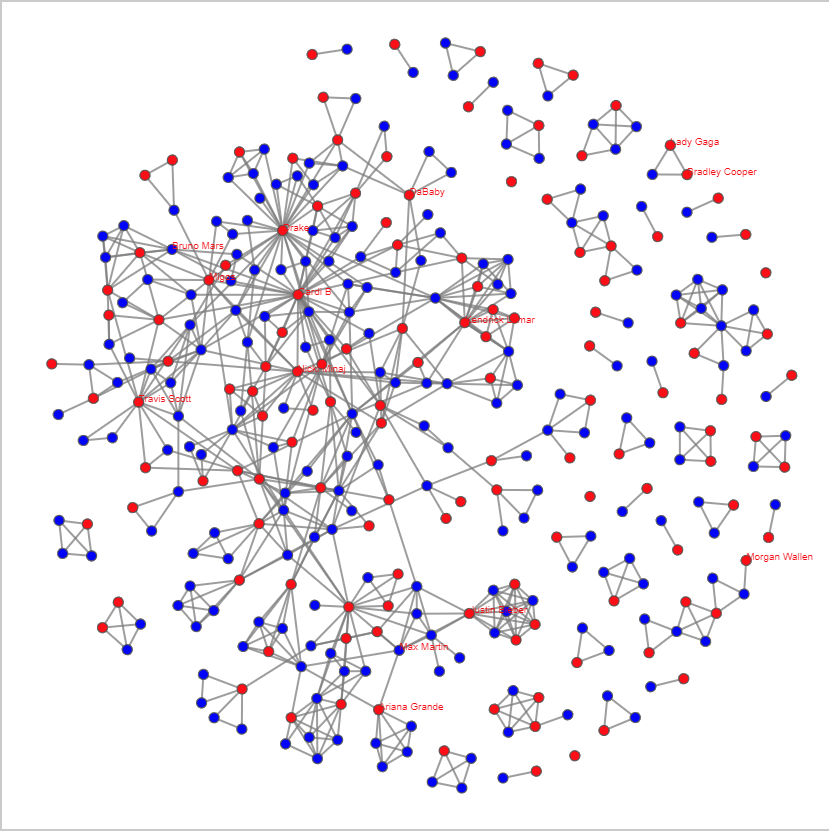 Lady Gaga
Bradley Cooper
DaBaby
Drake
Bruno Mars
Migos
Cardi B
Kendrick Lamar
Nicki Minaj
Travis Scott
Morgan Wallen
Justin Bieber
Max Martin
Ariana Grande